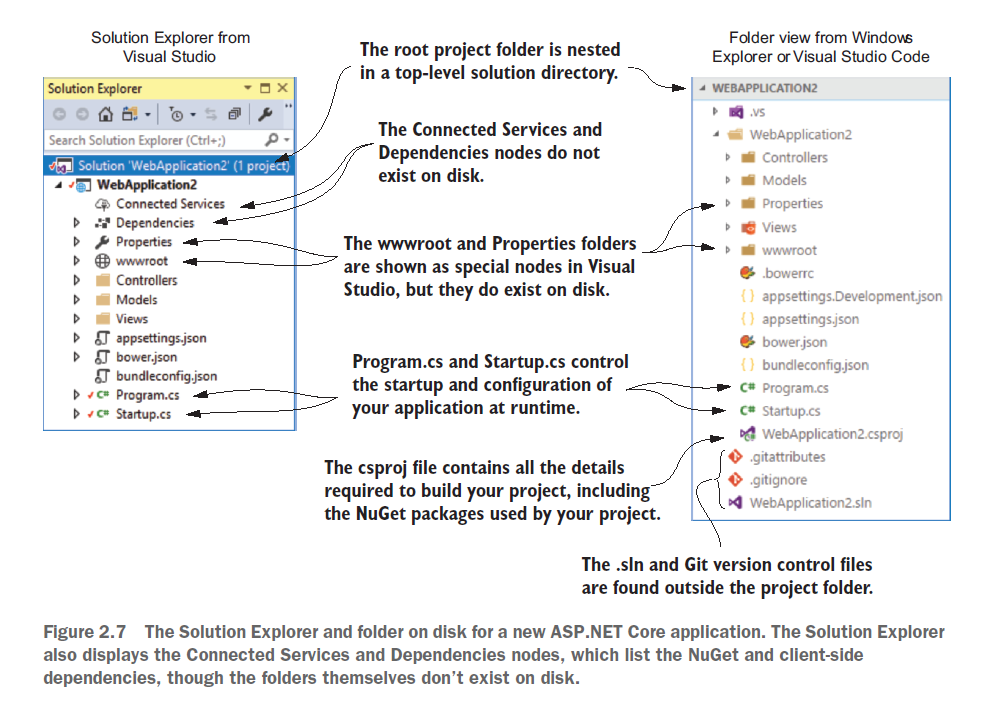 Solution Explorer from
Visual Studio
The root project folder is nested
in a top-level solution directory.
Folder view from Windows
Explorer or Visual Studio Code
Solution Explorer
Search Solution Explorer (Ctrl+;)
Solution 'WebApplication2' (1 project)
WebApplication2
Connected Services
Dependencies
Properties
wwwroot
Controllers
Models
Views
appsettings.json
bower.json
bundleconfig.json
C# Program.cs
C# Startup.cs
The Connected Services and
Dependencies nodes do not
exist on disk.
The wwwroot and Properties folders
are shown as special nodes in Visual
Studio, but they do exist on disk.
Program.cs and Startup.cs control
the startup and configuration of
your application at runtime.
The csproj file contains all the details
required to build your project, including
the NuGet packages used by your project.
WEBAPPLICATION2
.vs
WebApplication2
Controllers
Models
Properties
Views
wwwroot
.bowerrc
{ } appsettings.Development.json
{ } appsettings.json
bower.json
{ } bundleconfig.json
C# Program.cs
C# Startup.cs
WebApplication2.csproj
.gitattributes
.gitignore
WebApplication2.sln
The .sln and Git version control files
are found outside the project folder.
Figure 2.7 The Solution Explorer and folder on disk for a new ASP.NET Core application. The Solution Explorer
also displays the Connected Services and Dependencies nodes, which list the NuGet and client-side
dependencies, though the folders themselves don't exist on disk.